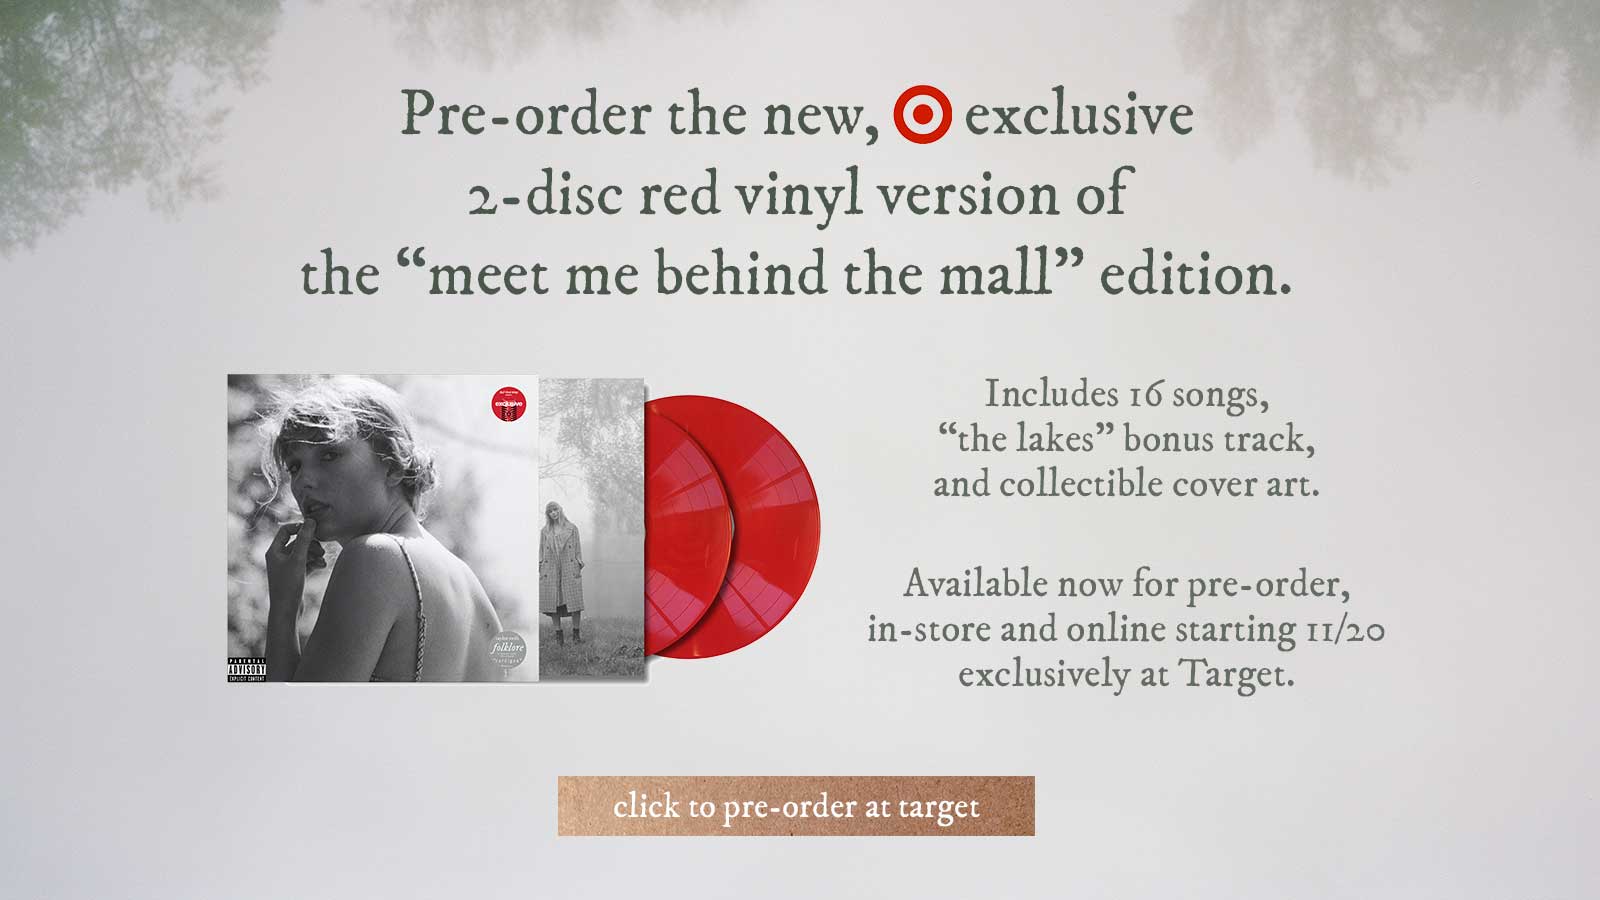 Pre-order the new, exclusive
2-disc red vinyl version of
the “meet me behind the mall” edition.
exclusive
folklore
PARENTAL
ADVISORY
EXPLICIT CONTENT
Includes 16 songs,
“the lakes” bonus track,
and collectible cover art.
Available now for pre-order,
in-store and online starting 11/20
exclusively at Target.
click to pre-order at target